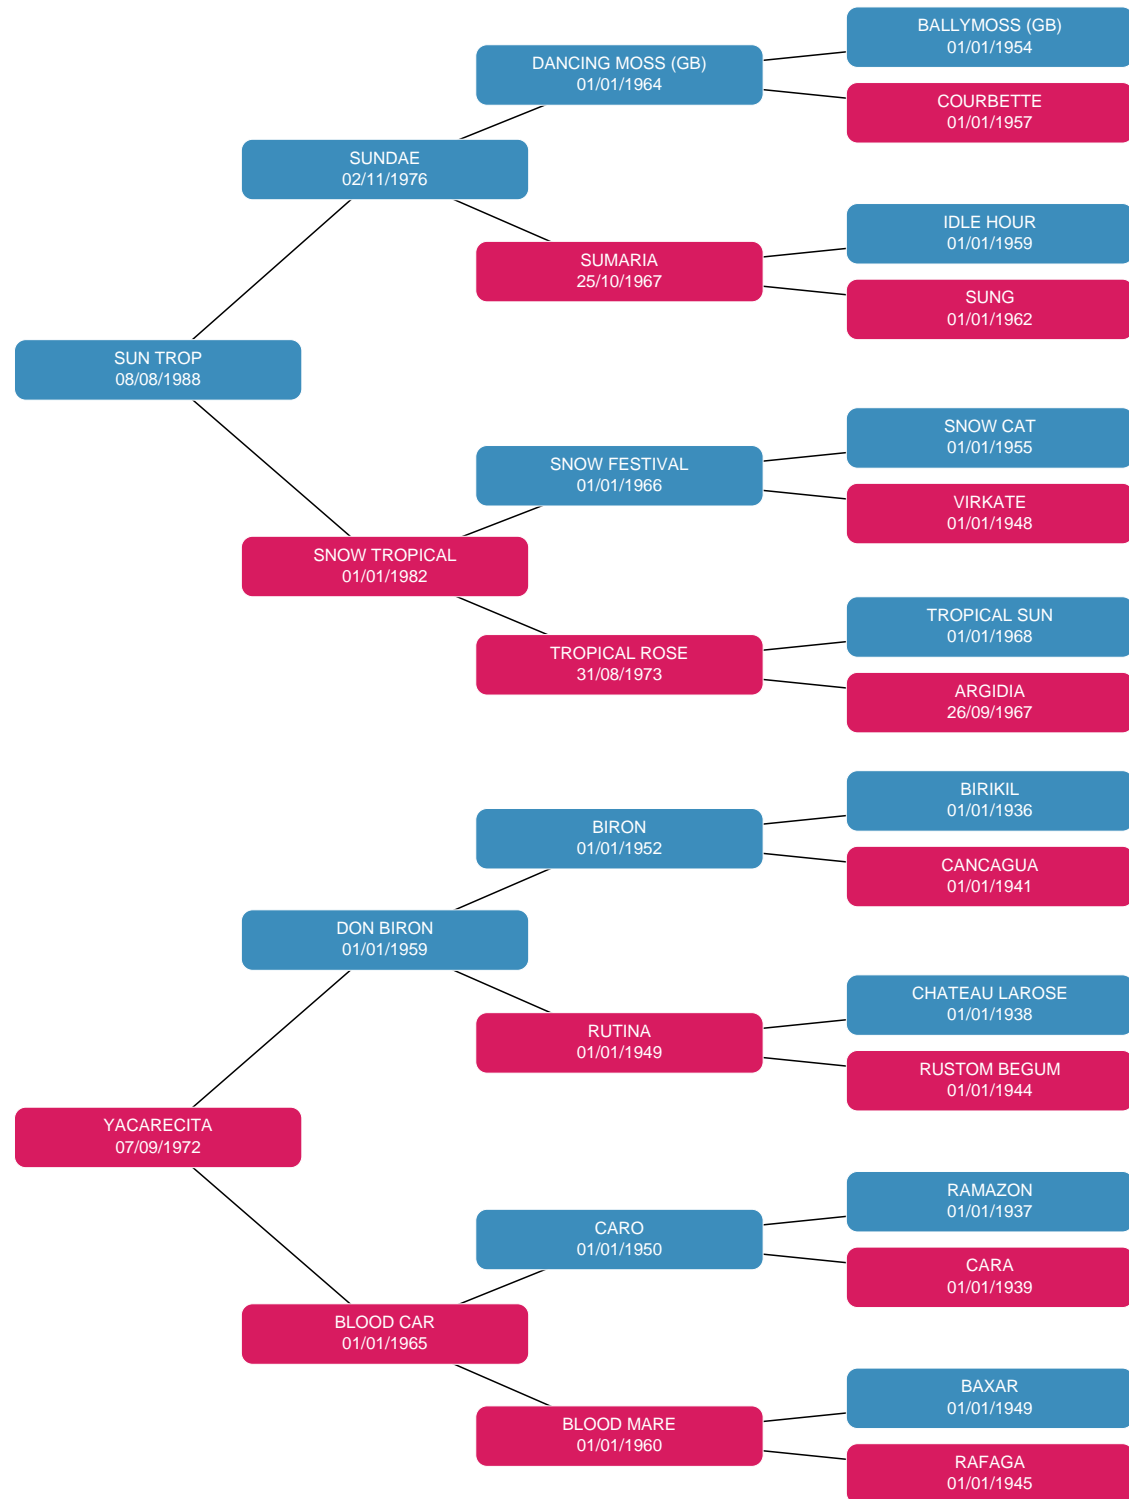 BALLYMOSS (GB)
01/01/1954
DANCING MOSS (GB)
01/01/1964
COURBETTE
01/01/1957
SUNDAE
02/11/1976
IDLE HOUR
01/01/1959
SUMARIA
25/10/1967
SUNG
01/01/1962
SUN TROP
08/08/1988
SNOW CAT
01/01/1955
SNOW FESTIVAL
01/01/1966
VIRKATE
01/01/1948
SNOW TROPICAL
01/01/1982
TROPICAL SUN
01/01/1968
TROPICAL ROSE
31/08/1973
ARGIDIA
26/09/1967
BIRIKIL
01/01/1936
BIRON
01/01/1952
CANCAGUA
01/01/1941
DON BIRON
01/01/1959
CHATEAU LAROSE
01/01/1938
RUTINA
01/01/1949
RUSTOM BEGUM
01/01/1944
YACARECITA
07/09/1972
RAMAZON
01/01/1937
CARO
01/01/1950
CARA
01/01/1939
BLOOD CAR
01/01/1965
BAXAR
01/01/1949
BLOOD MARE
01/01/1960
RAFAGA
01/01/1945